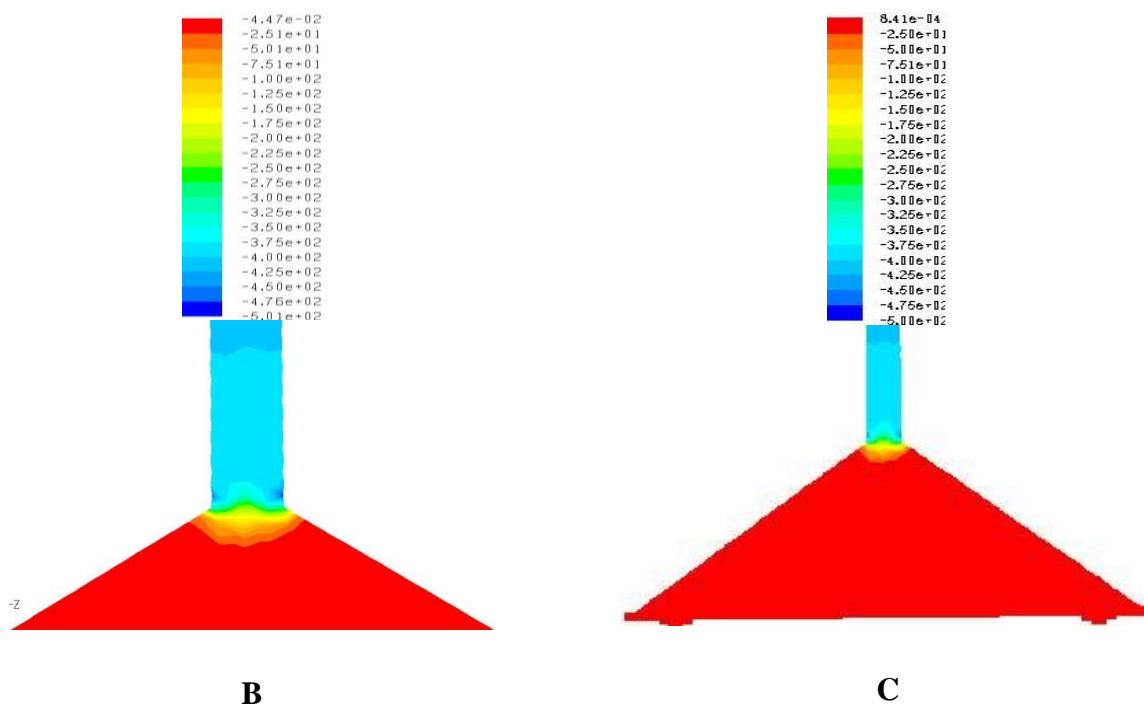 -4.47e-02
-2.51e+01
-5.01e+01
-7.51e+01
-1.00e+02
-1.25e+02
-1.50e+02
-1.75e+02
-2.00e+02
-2.25e+02
-2.50e+02
-2.75e+02
-3.00e+02
-3.25e+02
-3.50e+02
-3.75e+02
-4.00e+02
-4.25e+02
-4.50e+02
-4.76e+02
-5.01e+02
-Z
B
8.41e-04
-2.50e+01
-5.00e+01
-7.51e+01
-1.00e+02
-1.25e+02
-1.50e+02
-1.75e+02
-2.00e+02
-2.25e+02
-2.50e+02
-2.75e+02
-3.00e+02
-3.25e+02
-3.50e+02
-3.75e+02
-4.00e+02
-4.25e+02
-4.50e+02
-4.75e+02
-5.00e+02
C